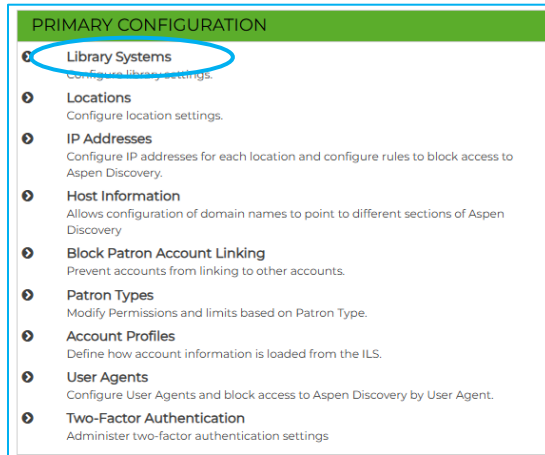 PRIMARY CONFIGURATION
Library Systems
Configure library settings.
Locations
Configure location settings.
IP Addresses
Configure IP addresses for each location and configure rules to block access to
Aspen Discovery.
Host Information
Allows configuration of domain names to point to different sections of Aspen
Discovery
Block Patron Account Linking
Prevent accounts from linking to other accounts.
Patron Types
Modify Permissions and limits based on Patron Type.
Account Profiles
Define how account information is loaded from the ILS.
User Agents
Configure User Agents and block access to Aspen Discovery by User Agent.
Two-Factor Authentication
Administer two-factor authentication settings